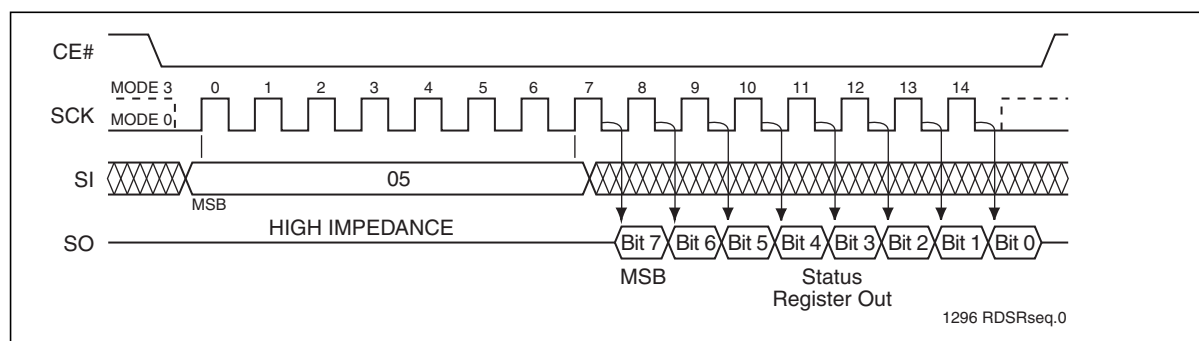 CE#
MODE 3 0 1 2 3 4 5 6 7 8 9 10 11 12 13 14
SCK MODE 0
SI 05
MSB
HIGH IMPEDANCE
SO Bit 7 Bit 6 Bit 5 Bit 4 Bit 3 Bit 2 Bit 1 Bit 0
MSB Status
Register Out
1296 RDSRseq.0